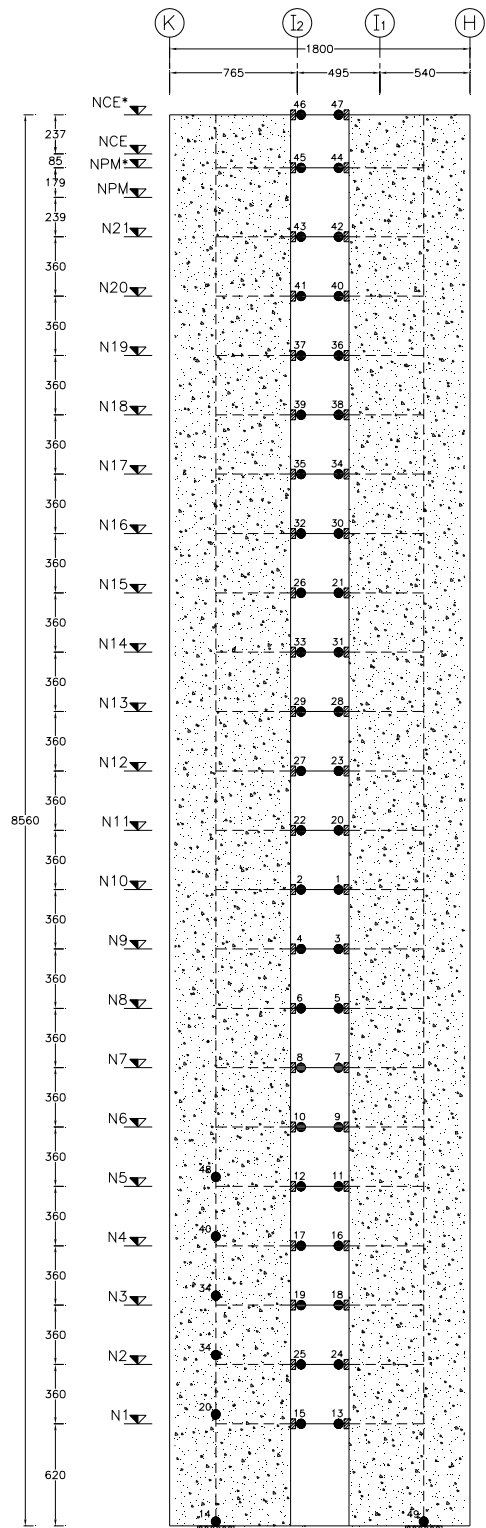 K I2 I1 H
1800
765 495 540
NCE* 46 47
237
NCE
85
NPM* 45 44
179
NPM
239
N21 43 42
360
N20 41 40
360
N19 37 36
360
N18 39 38
360
N17 35 34
360
N16 32 30
360
N15 26 21
360
N14 33 31
360
N13 29 28
360
N12 27 23
360
8560 N11 22 20
360
N10 2 1
360
N9 4 3
360
N8 6 5
360
N7 8 7
360
N6 10 9
360
48
N5 12 11
360
40
N4 17 16
360
34
N3 19 18
360
34
N2 25 24
360
20
N1 15 13
620
14 49